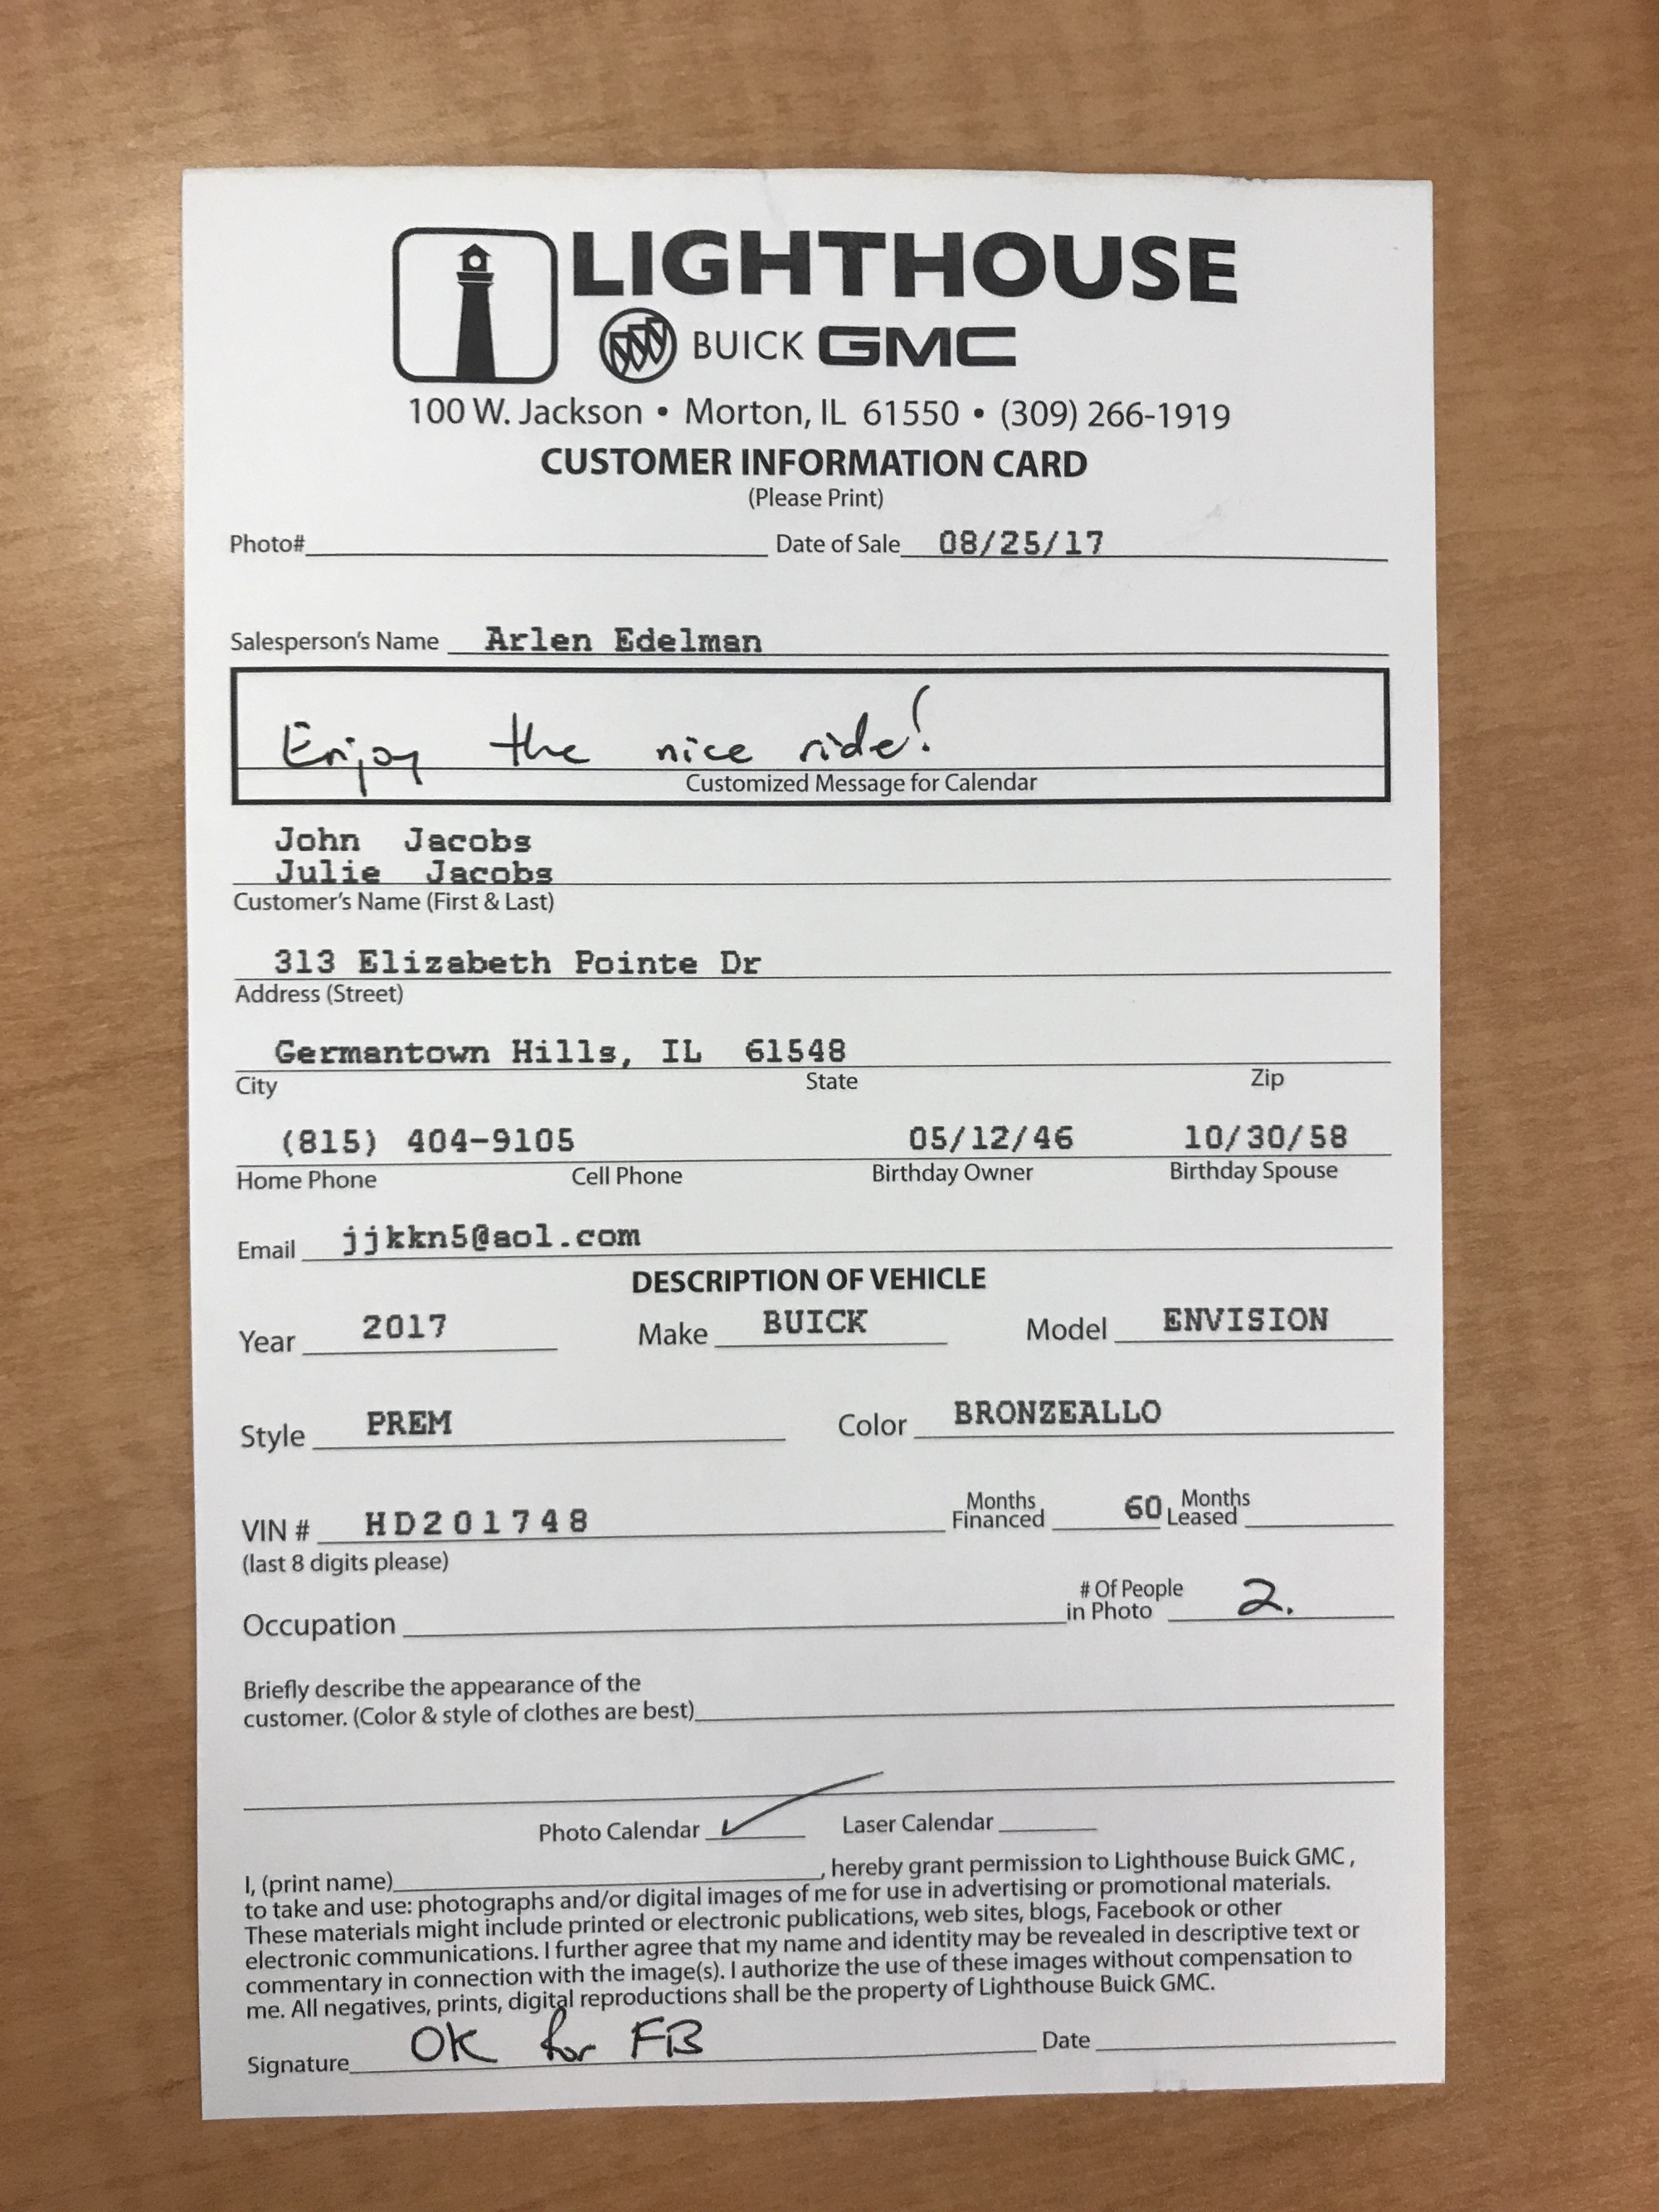 LIGHTHOUSE
BUICK GMC
100 W. Jackson • Morton, IL 61550 • (309) 266-1919
CUSTOMER INFORMATION CARD
(Please Print)
Photo# Date of Sale 08/25/17
Salesperson's Name Arlen Edelman
Enjoy the nice ride!
Customized Message for Calendar
John Jacobs
Julie Jacobs
Customer's Name (First & Last)
313 Elizabeth Pointe Dr
Address (Street)
Germantown Hills, IL 61548
City State Zip
(815) 404-9105 05/12/46 10/30/58
Home Phone Cell Phone Birthday Owner Birthday Spouse
Email jjkkn5@aol.com
DESCRIPTION OF VEHICLE
Year 2017 Make BUICK Model ENVISION
Style PREM Color BRONZEALLO
VIN # HD201748 Months Financed 60 Months Leased
(last 8 digits please)
Occupation # Of People in Photo 2.
Briefly describe the appearance of the
customer. (Color & style of clothes are best)
Photo Calendar ✓ Laser Calendar
I, (print name) , hereby grant permission to Lighthouse Buick GMC ,
to take and use: photographs and/or digital images of me for use in advertising or promotional materials.
These materials might include printed or electronic publications, web sites, blogs, Facebook or other
electronic communications. I further agree that my name and identity may be revealed in descriptive text or
commentary in connection with the image(s). I authorize the use of these images without compensation to
me. All negatives, prints, digital reproductions shall be the property of Lighthouse Buick GMC.
Signature OK for FB Date